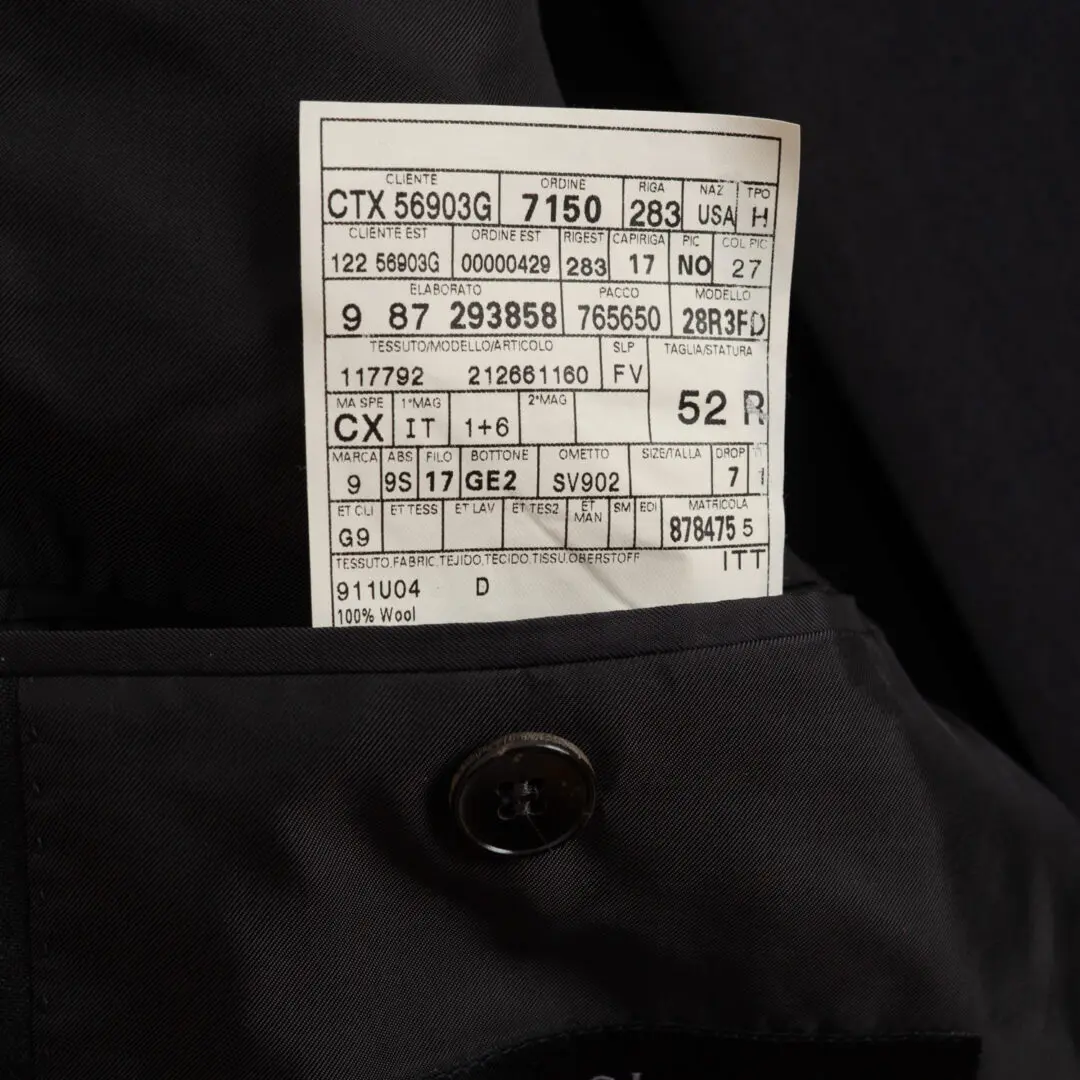 CLIENTE ORDINE RIGA NAZ TPO
CTX 56903G 7150 283 USA H
CLIENTE EST ORDINE EST RIGEST CAPIRIGA PIC COL PIC
122 56903G 00000429 283 17 NO 27
ELABORATO PACCO MODELLO
9 87 293858 765650 28R3FD
TESSUTO/MODELLO/ARTICOLO SLP TAGLIA/STATURA
117792 212661160 FV
52 R
MA SPE 1°MAG 2°MAG
CX IT 1+6
MARCA ABS FILO BOTTONE OMETTO SIZE/TALLA DROP
9 9S 17 GE2 SV902 7 1
ET CLI ET TESS ET LAV ET TES2 ET MAN SM EDI MATRICOLA
G9 878475 5
TESSUTO.FABRIC.TEJIDO.TECIDO.TISSU.OBERSTOFF ITT
911U04 D
100% Wool